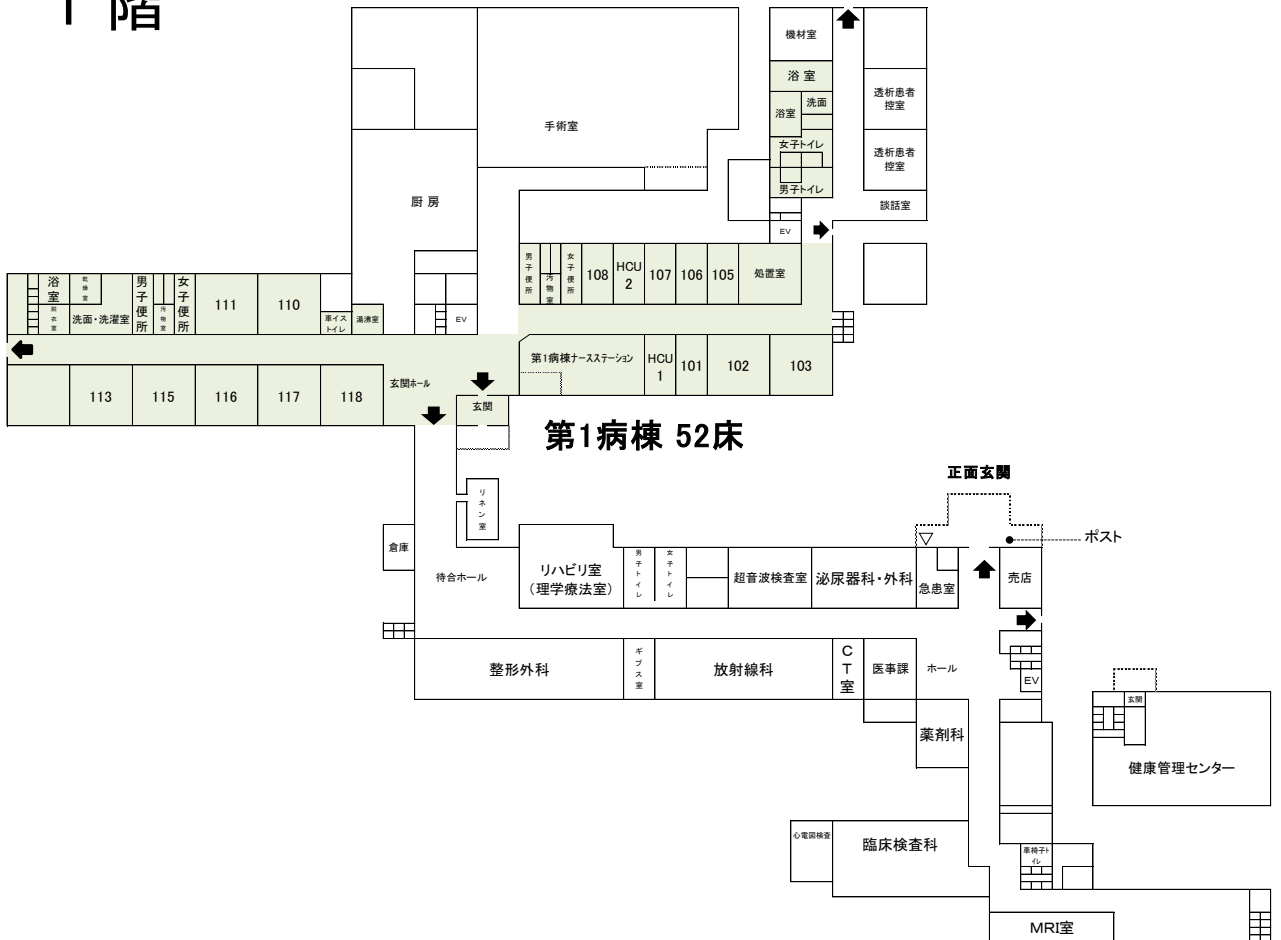 1 階
機材室
浴 室
透析患者
控室
浴室
洗面
手術室
女子トイレ
透析患者
控室
男子トイレ
厨 房
談話室
EV
男子便所
汚物室
女子便所
108
HCU
2
107
106
105
処置室
浴室
乾燥室
脱衣室
洗面・洗濯室
男子便所
汚物室
女子便所
111
110
車イス
トイレ
湯沸室
EV
第1病棟ナースステーション
HCU
1
101
102
103
113
115
116
117
118
玄関ホール
玄関
第1病棟 52床
正面玄関
リネン室
ポスト
倉庫
待合ホール
リハビリ室
(理学療法室)
男子トイレ
女子トイレ
超音波検査室
泌尿器科・外科
急患室
売店
整形外科
ギプス室
放射線科
CT室
医事課
ホール
EV
玄関
薬剤科
健康管理センター
心電図検査
臨床検査科
車椅子ト
イレ
MRI室